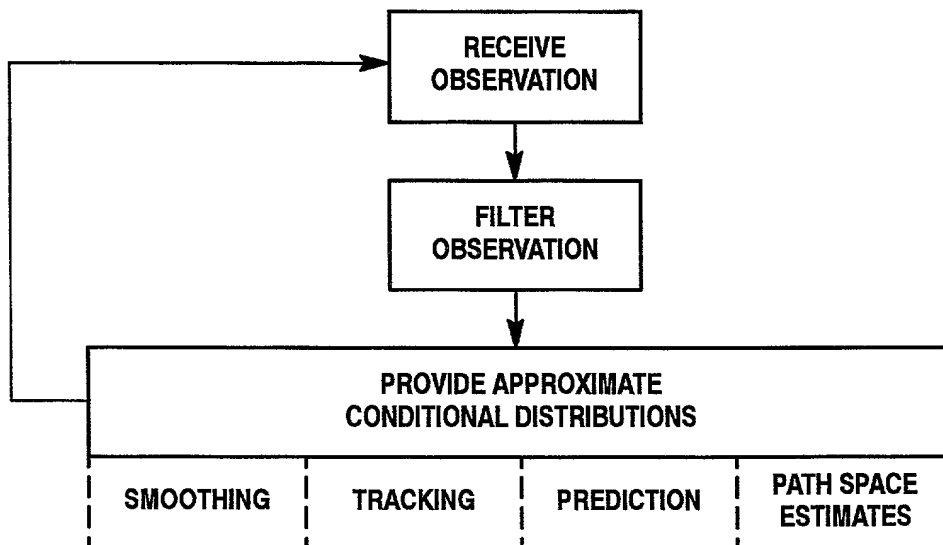 RECEIVE
OBSERVATION
FILTER
OBSERVATION
PROVIDE APPROXIMATE
CONDITIONAL DISTRIBUTIONS
SMOOTHING
TRACKING
PREDICTION
PATH SPACE
ESTIMATES